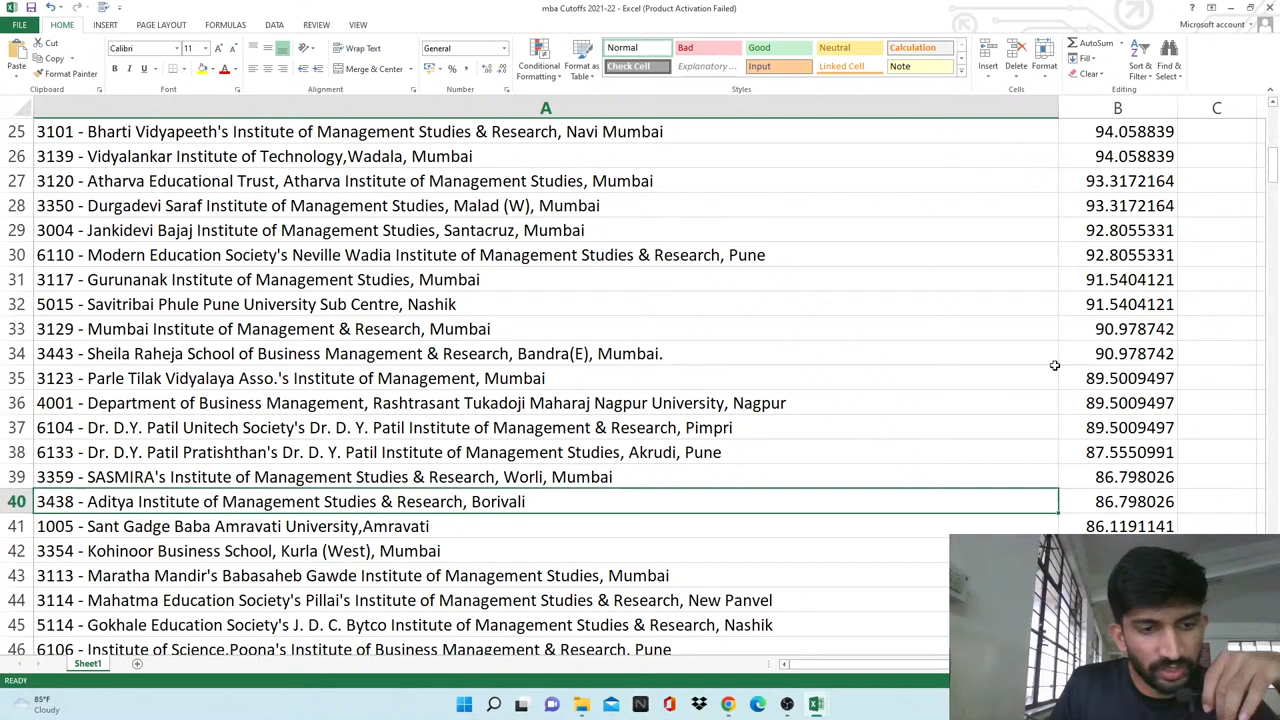 mba Cutoffs 2021-22 - Excel (Product Activation Failed)
FILE HOME INSERT PAGE LAYOUT FORMULAS DATA REVIEW VIEW Microsoft account
Cut
Copy
Format Painter
Paste
Clipboard
Calibri 11
B I U
Font
Wrap Text
Merge & Center
Alignment
General
%
Number
Conditional Formatting
Format as Table
Normal Bad Good Neutral Calculation
Check Cell Explanatory ... Input Linked Cell Note
Styles
Insert Delete Format
Cells
AutoSum
Fill
Clear
Sort & Filter
Find & Select
Editing
A B C
25 3101 - Bharti Vidyapeeth's Institute of Management Studies & Research, Navi Mumbai 94.058839
26 3139 - Vidyalankar Institute of Technology,Wadala, Mumbai 94.058839
27 3120 - Atharva Educational Trust, Atharva Institute of Management Studies, Mumbai 93.3172164
28 3350 - Durgadevi Saraf Institute of Management Studies, Malad (W), Mumbai 93.3172164
29 3004 - Jankidevi Bajaj Institute of Management Studies, Santacruz, Mumbai 92.8055331
30 6110 - Modern Education Society's Neville Wadia Institute of Management Studies & Research, Pune 92.8055331
31 3117 - Gurunanak Institute of Management Studies, Mumbai 91.5404121
32 5015 - Savitribai Phule Pune University Sub Centre, Nashik 91.5404121
33 3129 - Mumbai Institute of Management & Research, Mumbai 90.978742
34 3443 - Sheila Raheja School of Business Management & Research, Bandra(E), Mumbai. 90.978742
35 3123 - Parle Tilak Vidyalaya Asso.'s Institute of Management, Mumbai 89.5009497
36 4001 - Department of Business Management, Rashtrasant Tukadoji Maharaj Nagpur University, Nagpur 89.5009497
37 6104 - Dr. D.Y. Patil Unitech Society's Dr. D. Y. Patil Institute of Management & Research, Pimpri 89.5009497
38 6133 - Dr. D.Y. Patil Pratishthan's Dr. D. Y. Patil Institute of Management Studies, Akrudi, Pune 87.5550991
39 3359 - SASMIRA's Institute of Management Studies & Research, Worli, Mumbai 86.798026
40 3438 - Aditya Institute of Management Studies & Research, Borivali 86.798026
41 1005 - Sant Gadge Baba Amravati University,Amravati 86.1191141
42 3354 - Kohinoor Business School, Kurla (West), Mumbai
43 3113 - Maratha Mandir's Babasaheb Gawde Institute of Management Studies, Mumbai
44 3114 - Mahatma Education Society's Pillai's Institute of Management Studies & Research, New Panvel
45 5114 - Gokhale Education Society's J. D. C. Bytco Institute of Management Studies & Research, Nashik
46 6106 - Institute of Science,Poona's Institute of Business Management & Research, Pune
Sheet1
READY
85°F
Cloudy